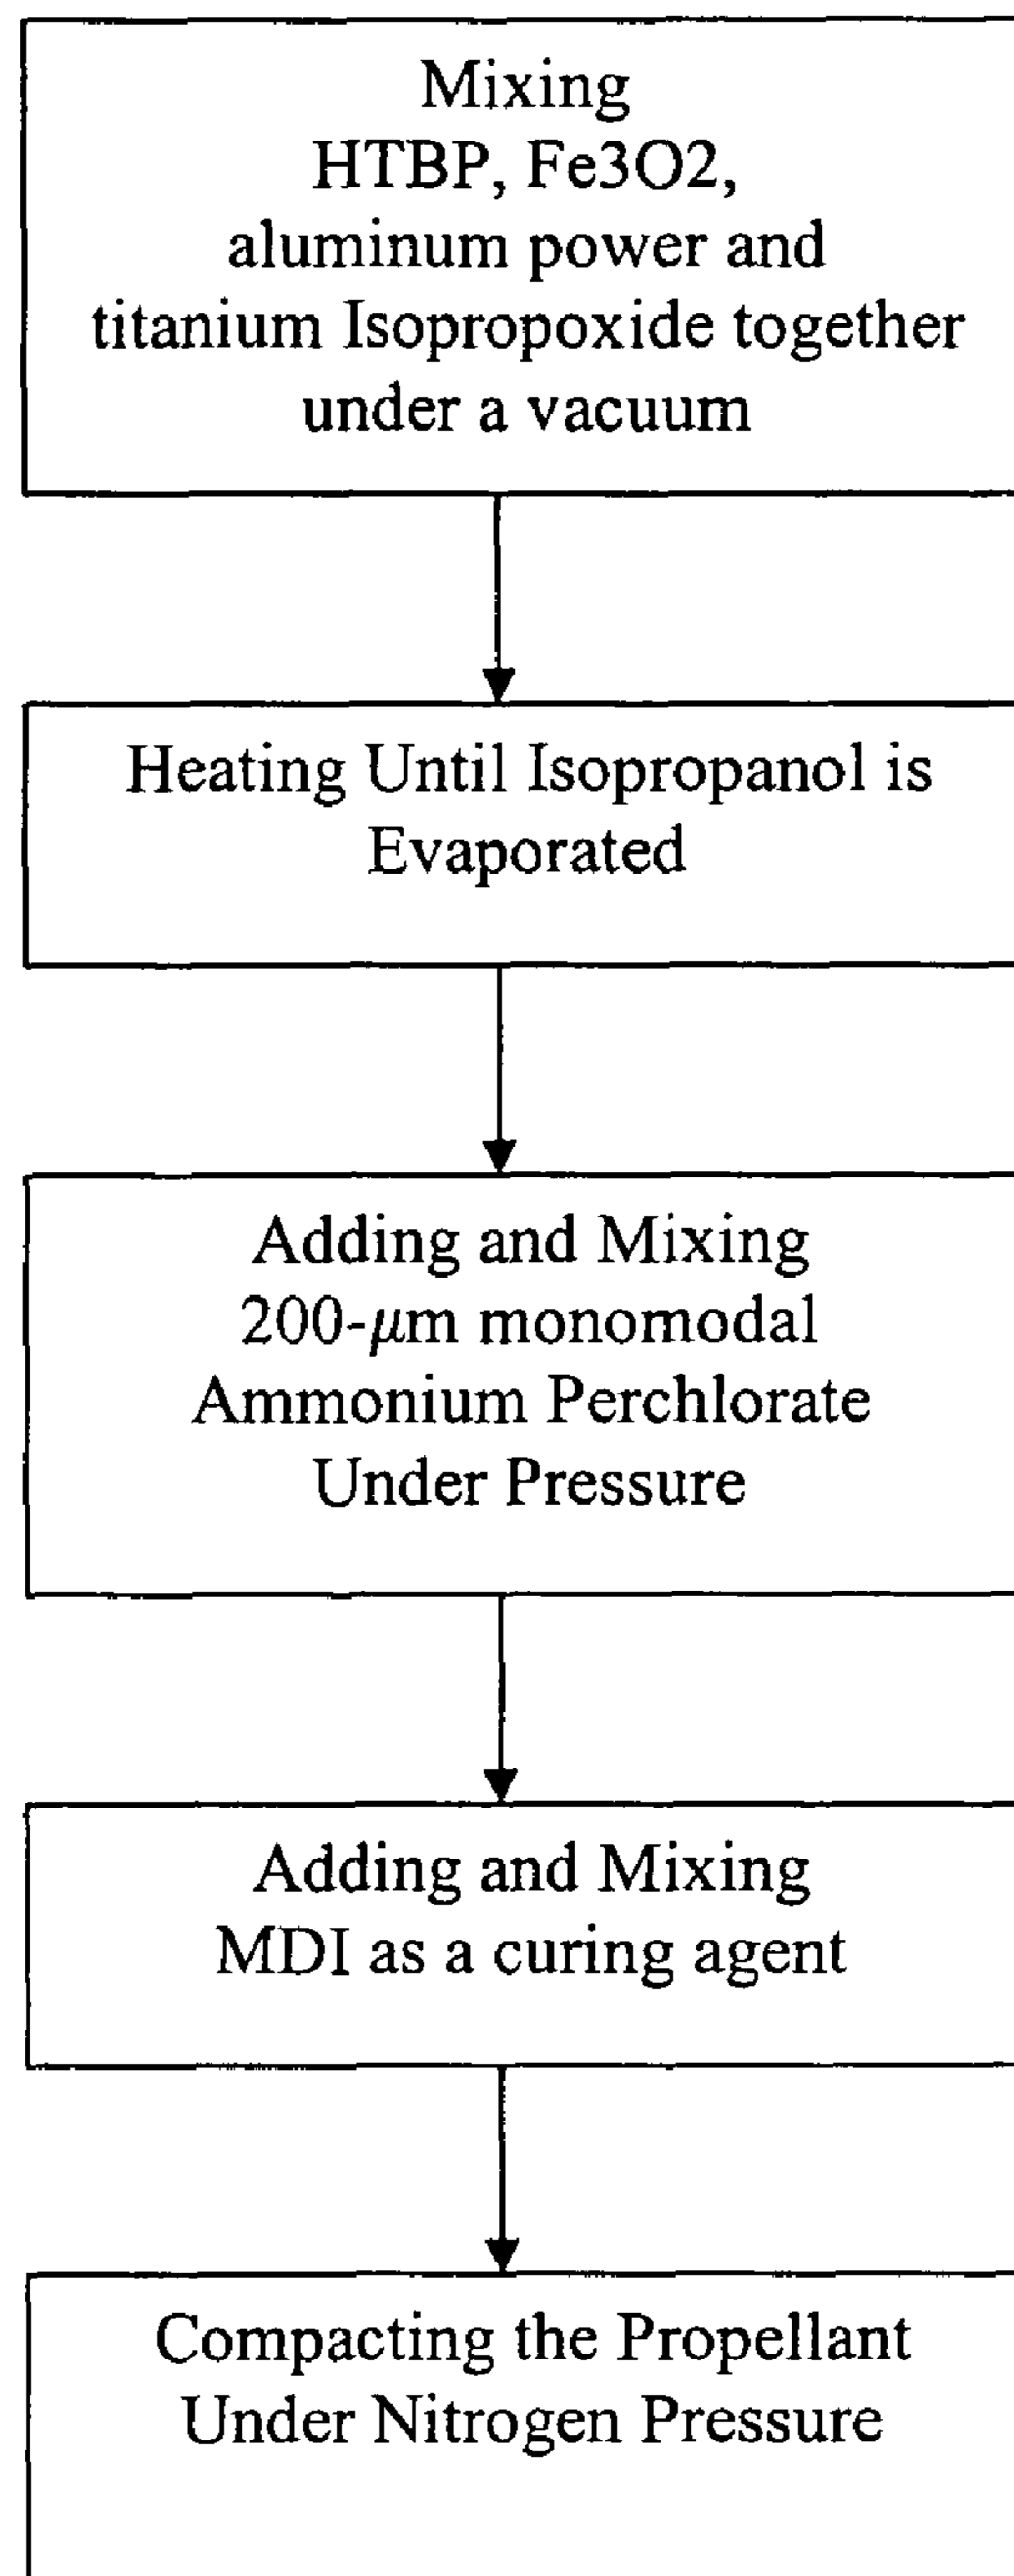 Mixing
HTBP, Fe3O2,
aluminum power and
titanium Isopropoxide together
under a vacuum
Heating Until Isopropanol is
Evaporated
Adding and Mixing
200-μm monomodal
Ammonium Perchlorate
Under Pressure
Adding and Mixing
MDI as a curing agent
Compacting the Propellant
Under Nitrogen Pressure